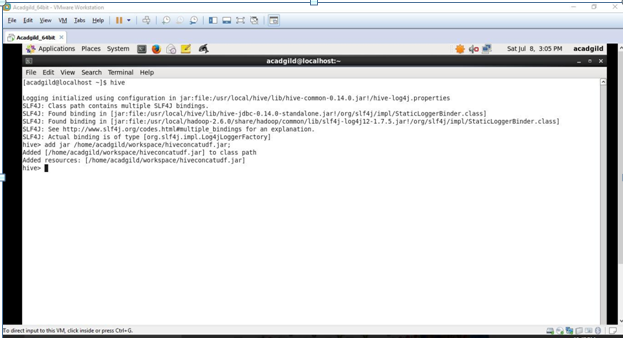 Acadgild_64bit - VMware Workstation
File Edit View VM Tabs Help
Acadgild_64bit
Applications Places System Sat Jul 8, 3:05 PM acadgild
acadgild@localhost:~
File Edit View Search Terminal Help
[acadgild@localhost ~]$ hive
Logging initialized using configuration in jar:file:/usr/local/hive/lib/hive-common-0.14.0.jar!/hive-log4j.properties
SLF4J: Class path contains multiple SLF4J bindings.
SLF4J: Found binding in [jar:file:/usr/local/hive/lib/hive-jdbc-0.14.0-standalone.jar!/org/slf4j/impl/StaticLoggerBinder.class]
SLF4J: Found binding in [jar:file:/usr/local/hadoop-2.6.0/share/hadoop/common/lib/slf4j-log4j12-1.7.5.jar!/org/slf4j/impl/StaticLoggerBinder.class]
SLF4J: See http://www.slf4j.org/codes.html#multiple_bindings for an explanation.
SLF4J: Actual binding is of type [org.slf4j.impl.Log4jLoggerFactory]
hive> add jar /home/acadgild/workspace/hiveconcatudf.jar;
Added [/home/acadgild/workspace/hiveconcatudf.jar] to class path
Added resources: [/home/acadgild/workspace/hiveconcatudf.jar]
hive>
To direct input to this VM, click inside or press Ctrl+G.